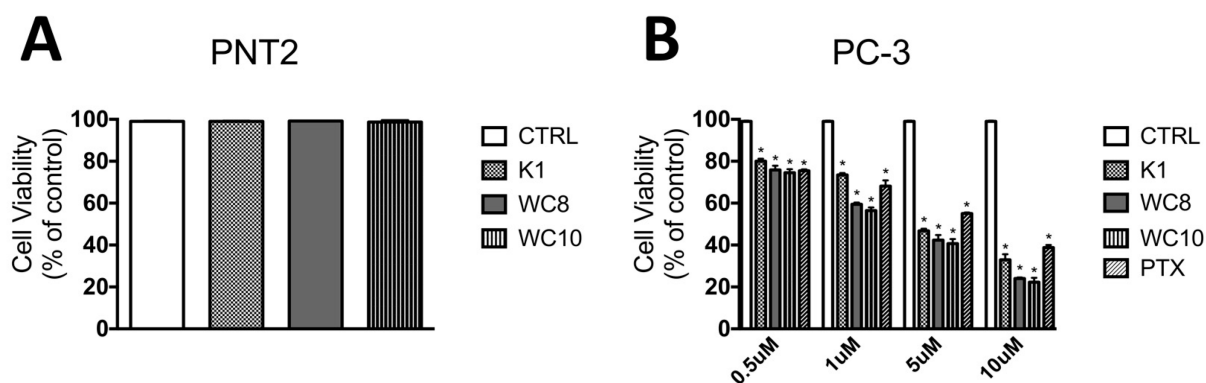 A
PNT2
Cell Viability
(% of control)
100
80
60
40
20
0
CTRL
K1
WC8
WC10
B
PC-3
Cell Viability
(% of control)
100
80
60
40
20
0
* * * *
* * * *
* * * *
* * * *
0.5uM
1uM
5uM
10uM
CTRL
K1
WC8
WC10
PTX